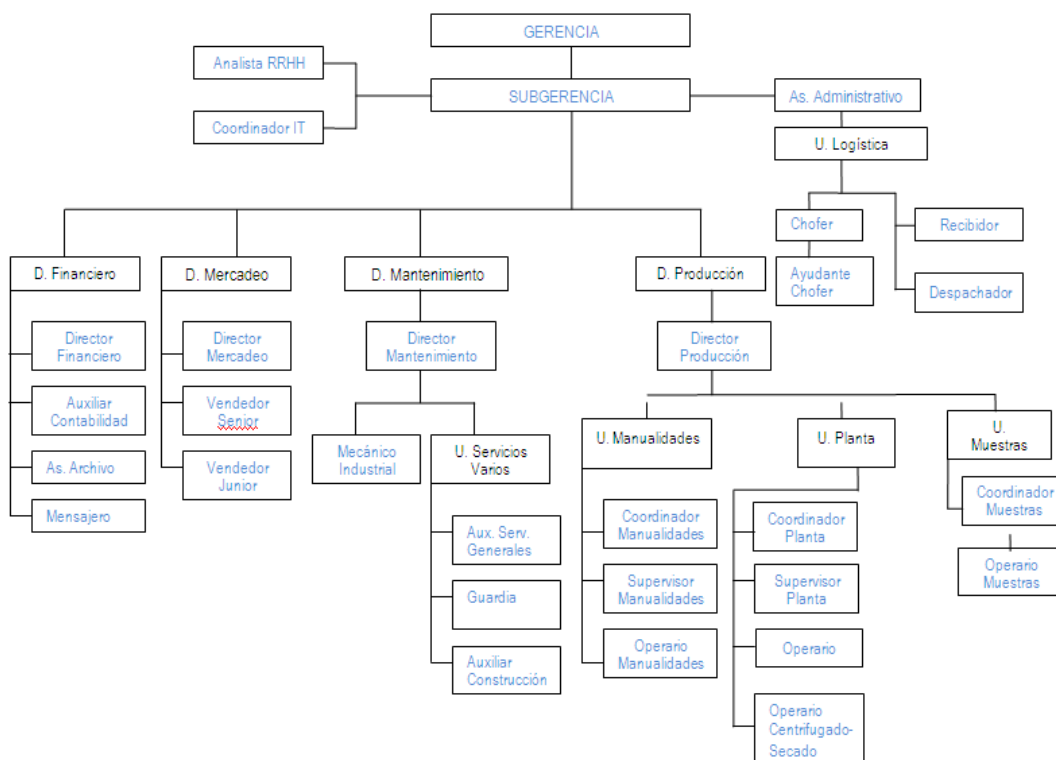 GERENCIA
Analista RRHH
SUBGERENCIA
As. Administrativo
Coordinador IT
U. Logística
Chofer
Recibidor
Ayudante
Chofer
Despachador
D. Financiero
D. Mercadeo
D. Mantenimiento
D. Producción
Director
Financiero
Director
Mercadeo
Director
Mantenimiento
Director
Producción
Auxiliar
Contabilidad
Vendedor
Senior
Mecánico
Industrial
U. Servicios
Varios
U. Manualidades
U. Planta
U.
Muestras
As. Archivo
Vendedor
Junior
Mensajero
Aux. Serv.
Generales
Coordinador
Manualidades
Coordinador
Planta
Coordinador
Muestras
Guardia
Supervisor
Manualidades
Supervisor
Planta
Operario
Muestras
Auxiliar
Construcción
Operario
Manualidades
Operario
Operario
Centrifugado-
Secado